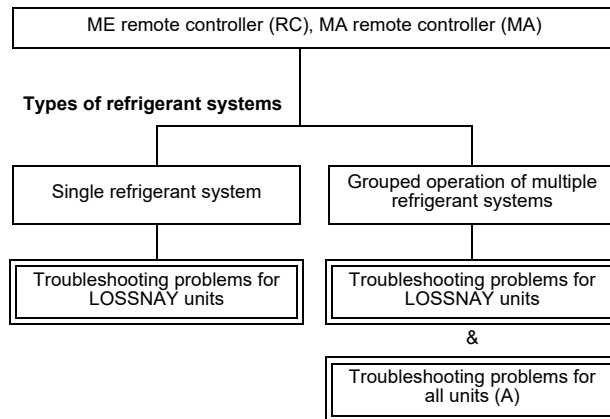 ME remote controller (RC), MA remote controller (MA)
Types of refrigerant systems
Single refrigerant system
Grouped operation of multiple
refrigerant systems
Troubleshooting problems for
LOSSNAY units
Troubleshooting problems for
LOSSNAY units
&
Troubleshooting problems for
all units (A)